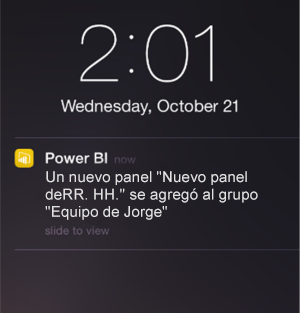 2:01
Wednesday, October 21
Power BI now
Un nuevo panel "Nuevo panel
deRR. HH." se agregó al grupo
"Equipo de Jorge"
slide to view